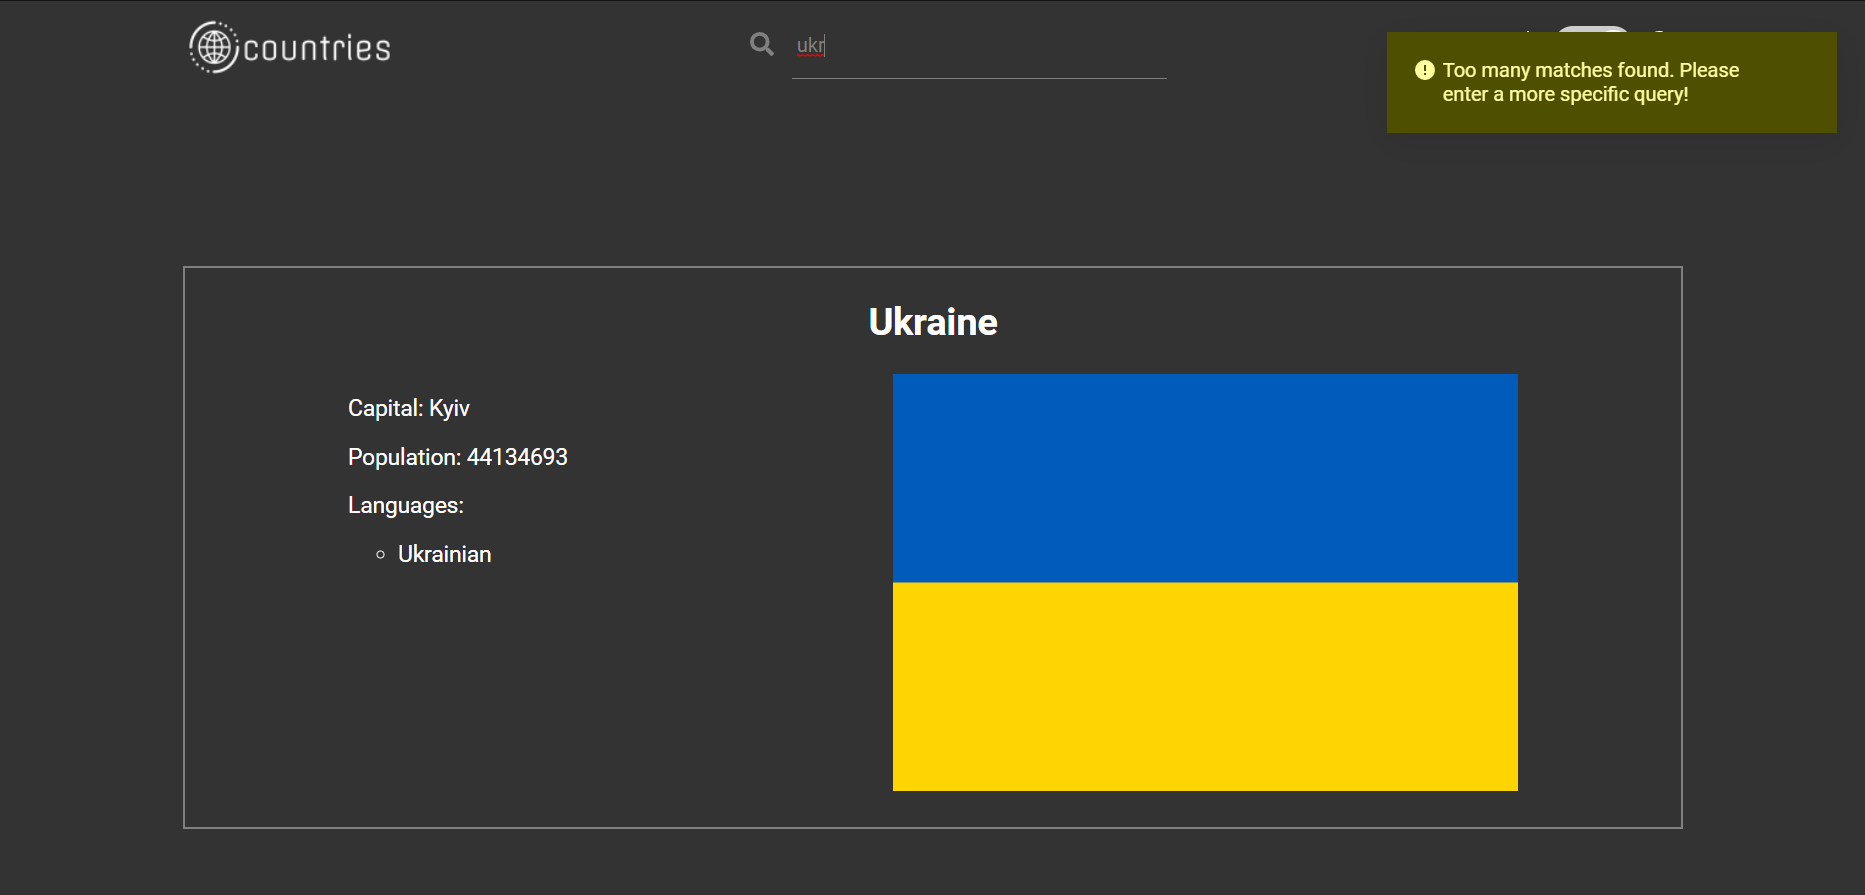 countries
ukr
Too many matches found. Please
enter a more specific query!
Ukraine
Capital: Kyiv
Population: 44134693
Languages:
Ukrainian